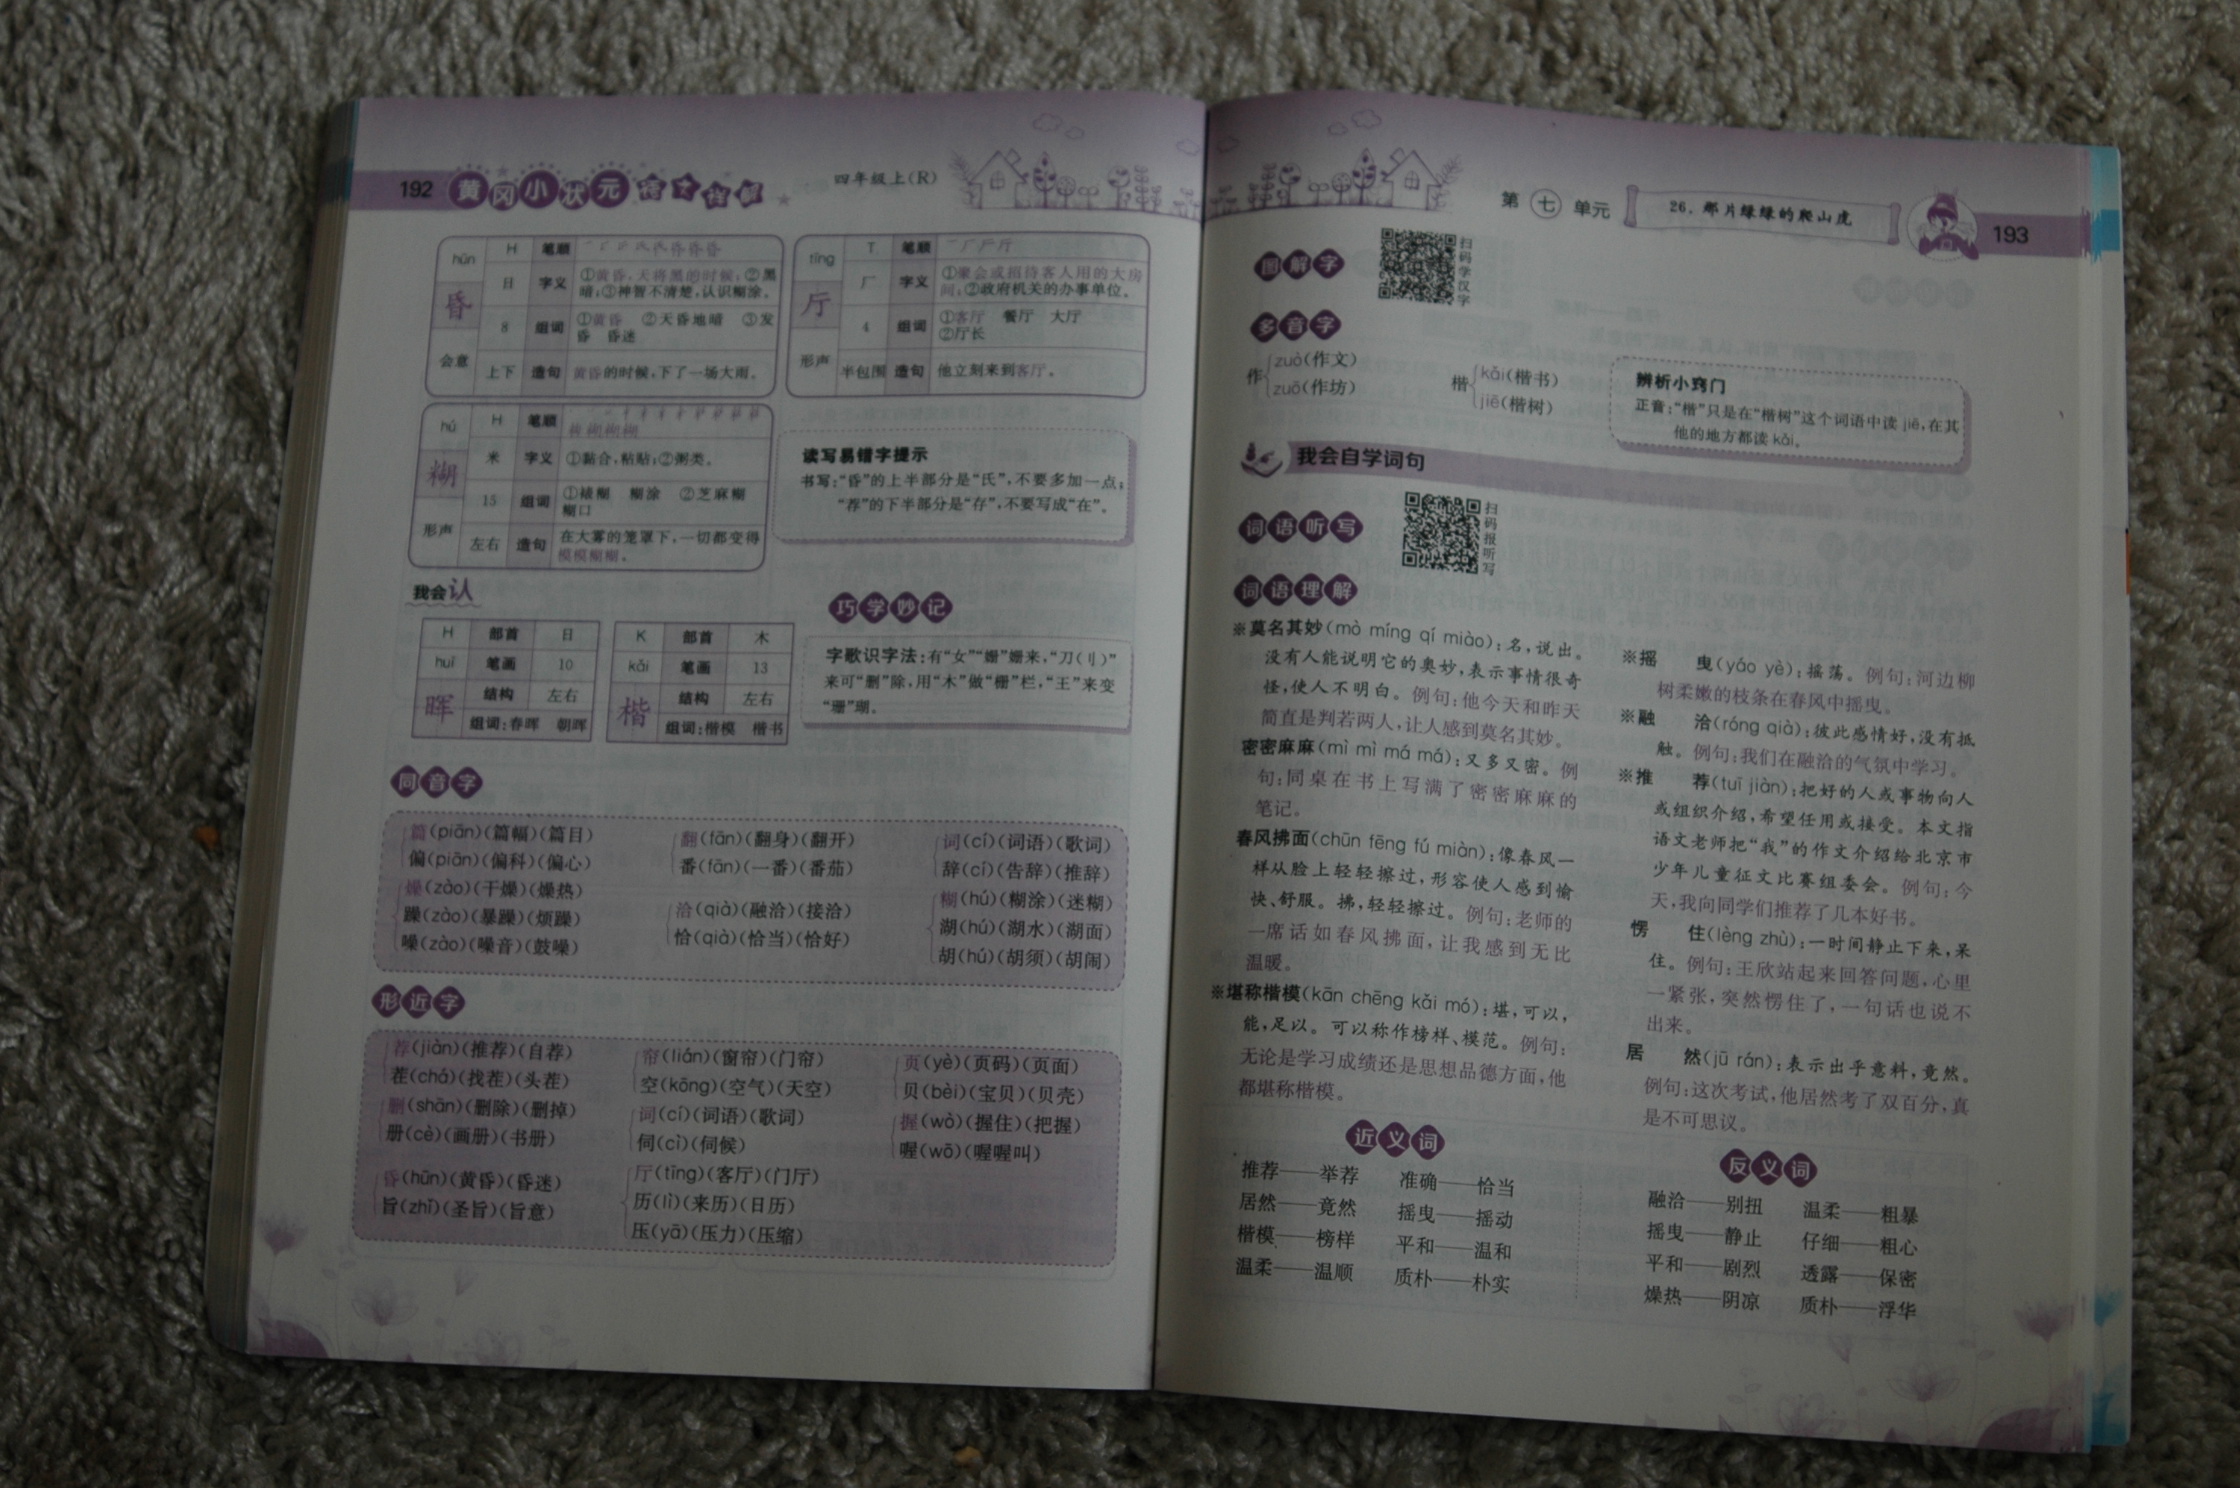 192 黄冈小状元 四年级上(R)
hūn H 笔顺
昏 日 字义 ①黄昏,天将黑的时候;②黑暗;③神智不清楚,认识糊涂。
8 组词 ①黄昏 ②天昏地暗 ③发昏 昏迷
会意 上下 造句 黄昏的时候,下了一场大雨。
tīng T 笔顺
厅 厂 字义 ①聚会或招待客人用的大房间;②政府机关的办事单位。
4 组词 ①客厅 餐厅 大厅 ②厅长
形声 半包围 造句 他立刻来到客厅。
hú H 笔顺
糊 米 字义 ①黏合,粘贴;②粥类。
15 组词 ①裱糊 糊涂 ②芝麻糊 糊口
形声 左右 造句 在大雾的笼罩下,一切都变得模模糊糊。
读写易错字提示
书写:“昏”的上半部分是“氏”,不要多加一点;
“荐”的下半部分是“存”,不要写成“在”。
我会认
H 部首 日
huī 笔画 10
晖 结构 左右
组词:春晖 朝晖
K 部首 木
kǎi 笔画 13
楷 结构 左右
组词:楷模 楷书
巧学妙记
字歌识字法:有“女”“姗”姗来,“刀(刂)”
来可“删”除,用“木”做“栅”栏,“王”来变
“珊”瑚。
同音字
篇(piān)(篇幅)(篇目)
偏(piān)(偏科)(偏心)
燥(zào)(干燥)(燥热)
躁(zào)(暴躁)(烦躁)
噪(zào)(噪音)(鼓噪)
翻(fān)(翻身)(翻开)
番(fān)(一番)(番茄)
洽(qià)(融洽)(接洽)
恰(qià)(恰当)(恰好)
词(cí)(词语)(歌词)
辞(cí)(告辞)(推辞)
糊(hú)(糊涂)(迷糊)
湖(hú)(湖水)(湖面)
胡(hú)(胡须)(胡闹)
形近字
荐(jiàn)(推荐)(自荐)
茬(chá)(找茬)(头茬)
删(shān)(删除)(删掉)
册(cè)(画册)(书册)
昏(hūn)(黄昏)(昏迷)
旨(zhǐ)(圣旨)(旨意)
帘(lián)(窗帘)(门帘)
空(kōng)(空气)(天空)
词(cí)(词语)(歌词)
伺(cì)(伺候)
厅(tīng)(客厅)(门厅)
历(lì)(来历)(日历)
压(yā)(压力)(压缩)
页(yè)(页码)(页面)
贝(bèi)(宝贝)(贝壳)
握(wò)(握住)(把握)
喔(wō)(喔喔叫)
第七单元 26. 那片绿绿的爬山虎 193
图解字
扫码学汉字
多音字
作{zuò(作文) zuō(作坊)
楷{kǎi(楷书) jiē(楷树)
辨析小窍门
正音:“楷”只是在“楷树”这个词语中读 jiē,在其
他的地方都读 kǎi。
我会自学词句
词语听写
扫码报听写
词语理解
※莫名其妙(mò míng qí miào):名,说出。
没有人能说明它的奥妙,表示事情很奇
怪,使人不明白。例句:他今天和昨天
简直是判若两人,让人感到莫名其妙。
密密麻麻(mì mì má má):又多又密。例
句:同桌在书上写满了密密麻麻的
笔记。
春风拂面(chūn fēng fú miàn):像春风一
样从脸上轻轻擦过,形容使人感到愉
快、舒服。拂,轻轻擦过。例句:老师的
一席话如春风拂面,让我感到无比
温暖。
※堪称楷模(kān chēng kǎi mó):堪,可以,
能,足以。可以称作榜样、模范。例句:
无论是学习成绩还是思想品德方面,他
都堪称楷模。
※摇曳(yáo yè):摇荡。例句:河边柳
树柔嫩的枝条在春风中摇曳。
※融洽(róng qià):彼此感情好,没有抵
触。例句:我们在融洽的气氛中学习。
※推荐(tuī jiàn):把好的人或事物向人
或组织介绍,希望任用或接受。本文指
语文老师把“我”的作文介绍给北京市
少年儿童征文比赛组委会。例句:今
天,我向同学们推荐了几本好书。
愣住(lèng zhù):一时间静止下来,呆
住。例句:王欣站起来回答问题,心里
一紧张,突然愣住了,一句话也说不
出来。
居然(jū rán):表示出乎意料,竟然。
例句:这次考试,他居然考了双百分,真
是不可思议。
近义词
推荐——举荐 准确——恰当
居然——竟然 摇曳——摇动
楷模——榜样 平和——温和
温柔——温顺 质朴——朴实
反义词
融洽——别扭 温柔——粗暴
摇曳——静止 仔细——粗心
平和——剧烈 透露——保密
燥热——阴凉 质朴——浮华